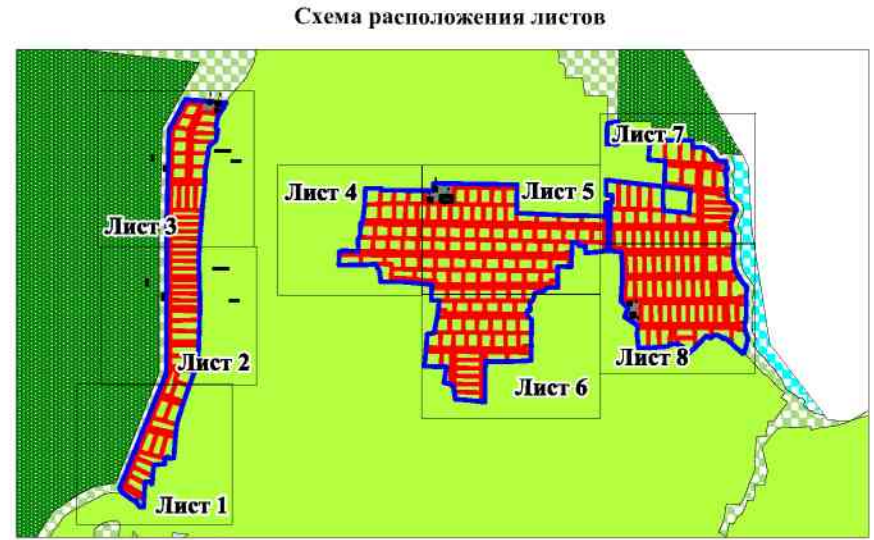 Схема расположения листов
Лист 7
Лист 4
Лист 5
Лист 3
Лист 2
Лист 8
Лист 6
Лист 1